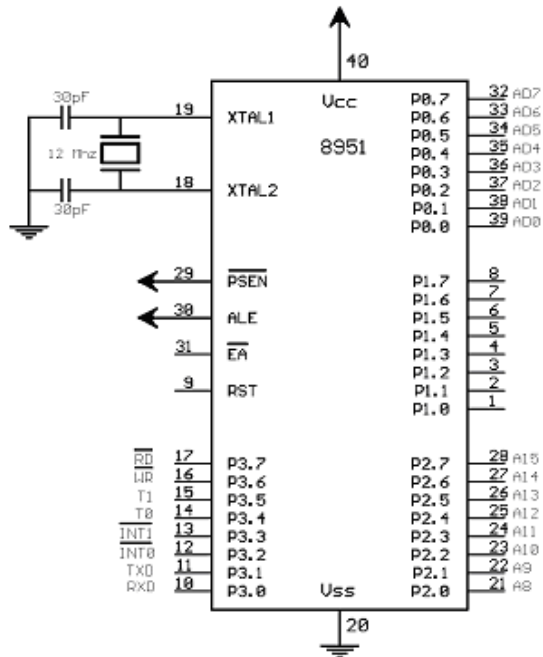 40
30pF
19 XTAL1 Vcc P0.7 32 AD7
P0.6 33 AD6
P0.5 34 AD5
12 Mhz 8951 P0.4 35 AD4
P0.3 36 AD3
18 XTAL2 P0.2 37 AD2
30pF P0.1 38 AD1
P0.0 39 AD0
29 PSEN P1.7 8
P1.6 7
30 ALE P1.5 6
P1.4 5
31 EA P1.3 4
P1.2 3
9 RST P1.1 2
P1.0 1
RD 17 P3.7 P2.7 28 A15
WR 16 P3.6 P2.6 27 A14
T1 15 P3.5 P2.5 26 A13
T0 14 P3.4 P2.4 25 A12
INT1 13 P3.3 P2.3 24 A11
INT0 12 P3.2 P2.2 23 A10
TXD 11 P3.1 P2.1 22 A9
RXD 10 P3.0 Vss P2.0 21 A8
20